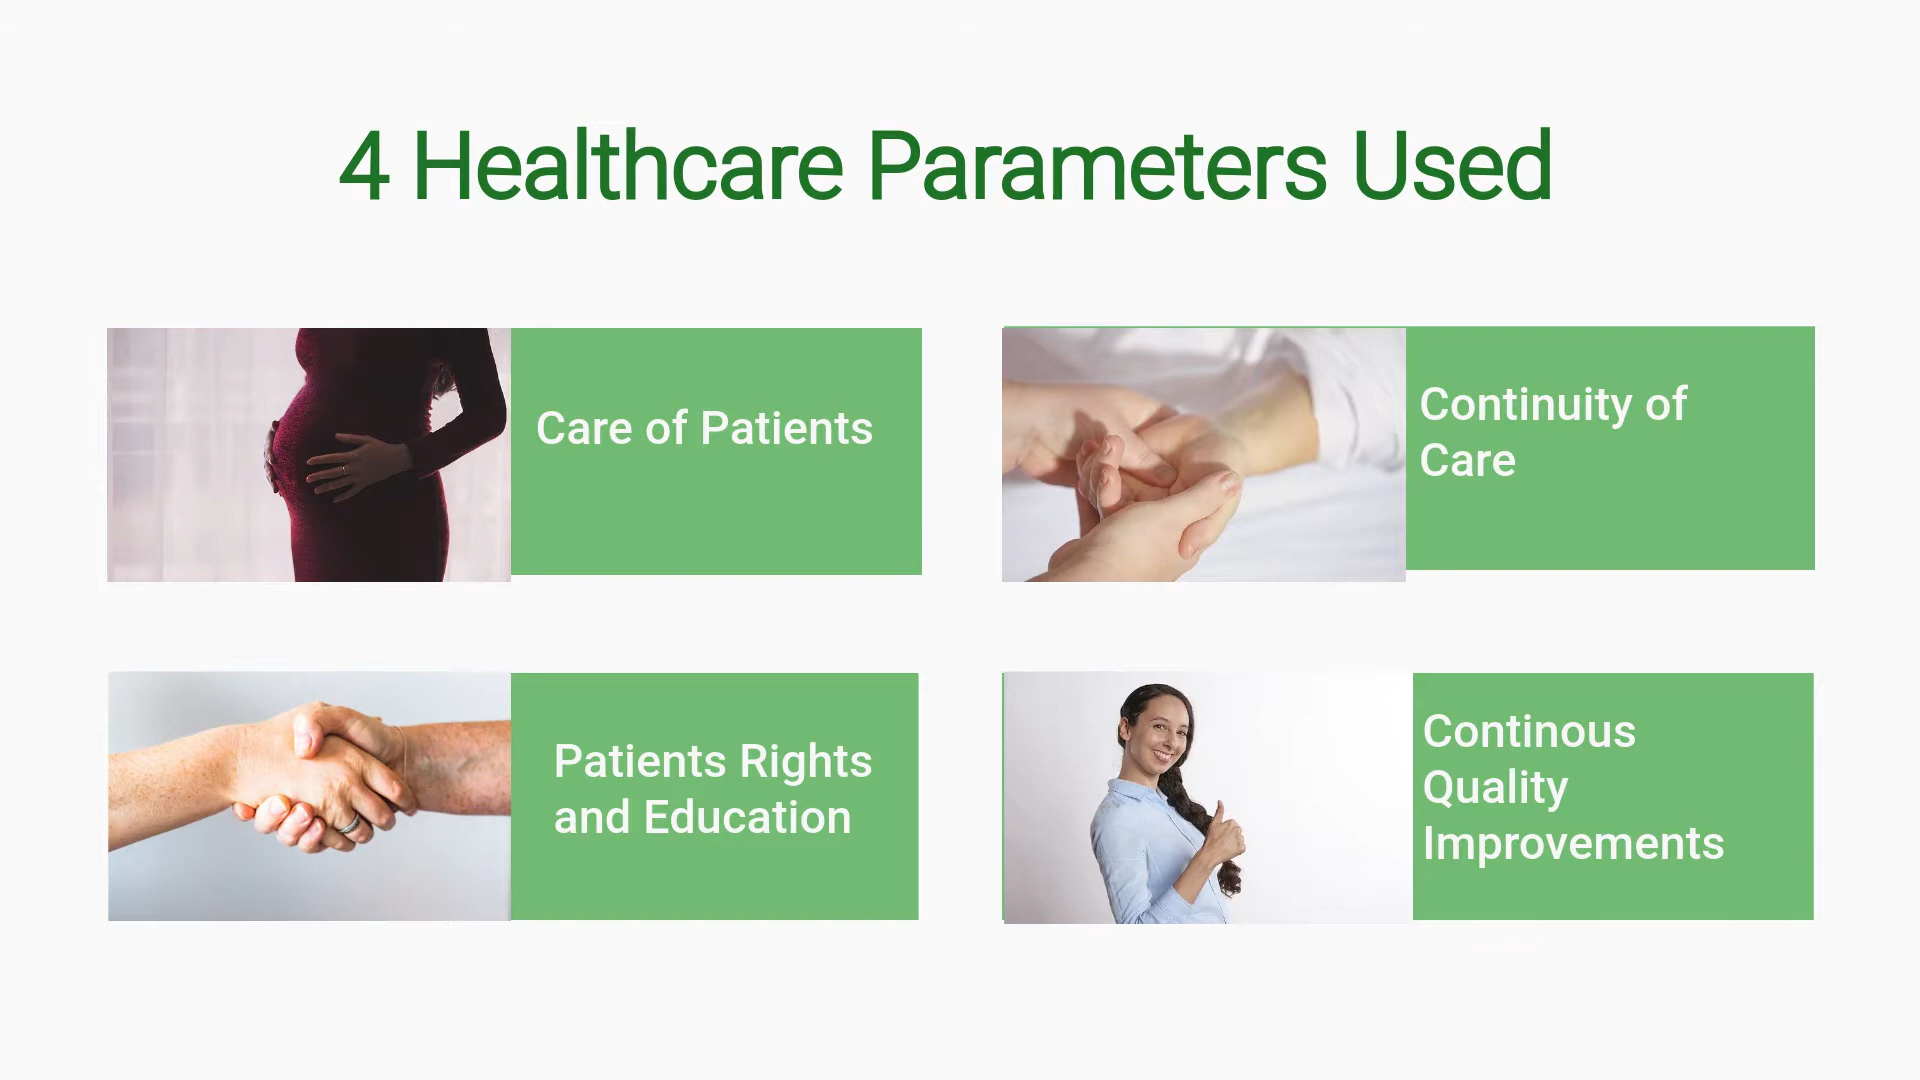 4 Healthcare Parameters Used
Care of Patients
Continuity of
Care
Patients Rights
and Education
Continous
Quality
Improvements